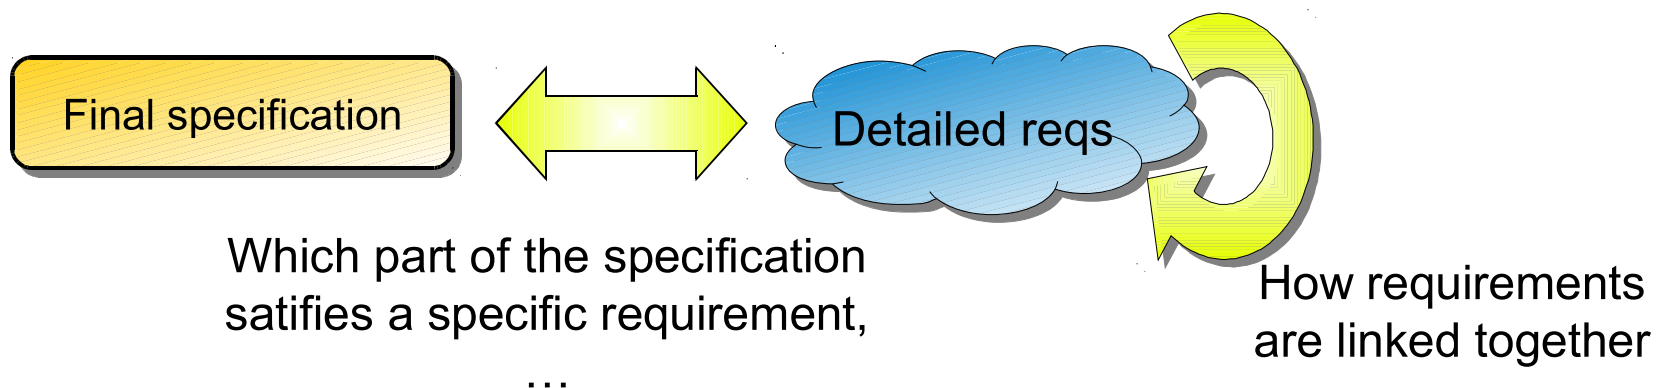 Final specification
Detailed reqs
Which part of the specification
satifies a specific requirement,
…
How requirements
are linked together